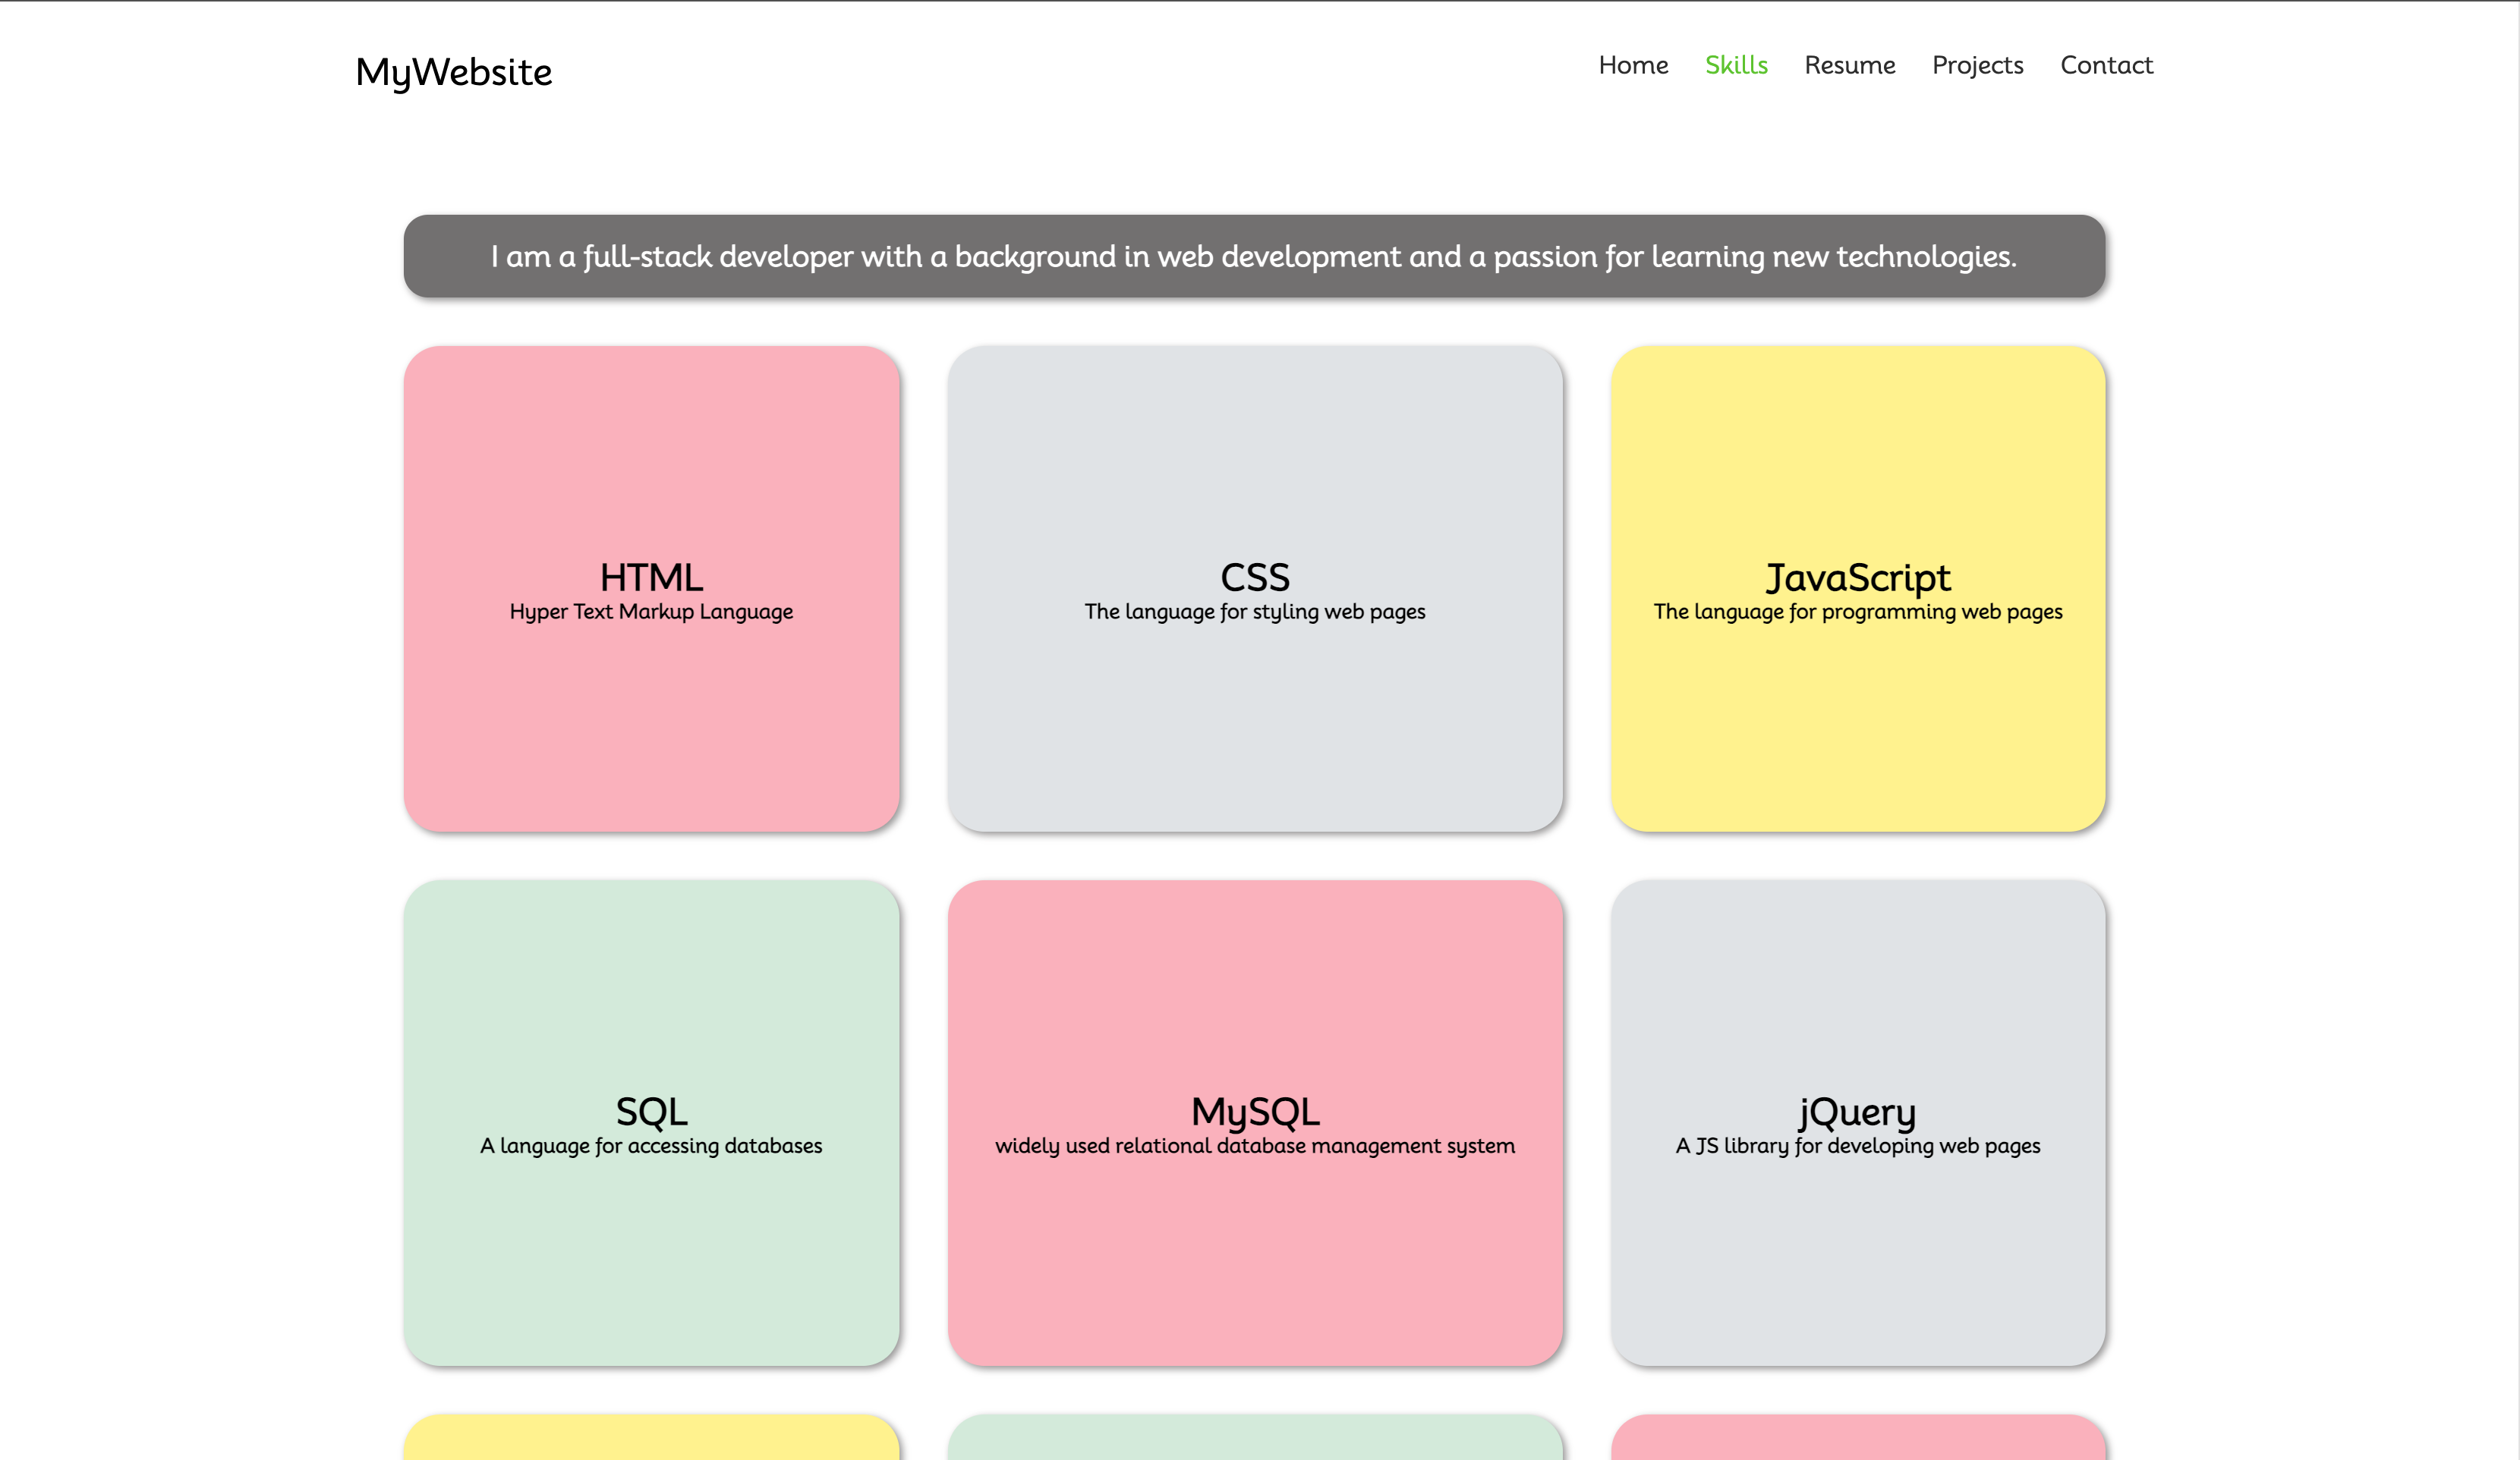 MyWebsite
Home Skills Resume Projects Contact
I am a full-stack developer with a background in web development and a passion for learning new technologies.
HTML
Hyper Text Markup Language
CSS
The language for styling web pages
JavaScript
The language for programming web pages
SQL
A language for accessing databases
MySQL
widely used relational database management system
jQuery
A JS library for developing web pages